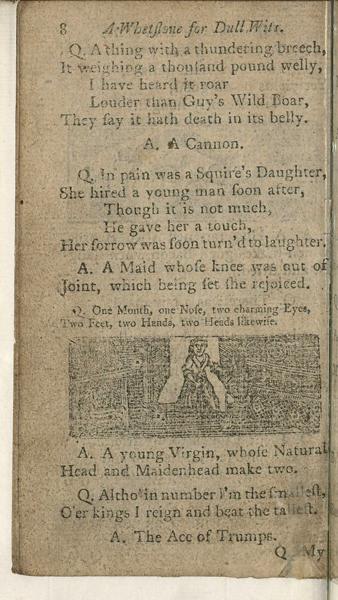 8 A Whetſtone for Dull Wits.
Q. A thing with a thundering breech,
It weighing a thouſand pound welly,
I have heard it roar
Louder than Guy's Wild Boar,
They ſay it hath death in its belly.
A. A Cannon.
Q. In pain was a Squire's Daughter,
She hired a young man ſoon after,
Though it is not much,
He gave her a touch,
Her ſorrow was ſoon turn'd to laughter.
A. A Maid whoſe knee was out of
Joint, which being ſet ſhe rejoiced.
Q. One Month, one Noſe, two charming Eyes,
Two Feet, two Hands, two Heads likewiſe.
A. A young Virgin, whoſe Natural
Head and Maidenhead make two.
Q. Altho' in number I'm the ſmalleſt,
O'er kings I reign and beat the talleſt.
A. The Ace of Trumps.
Q My